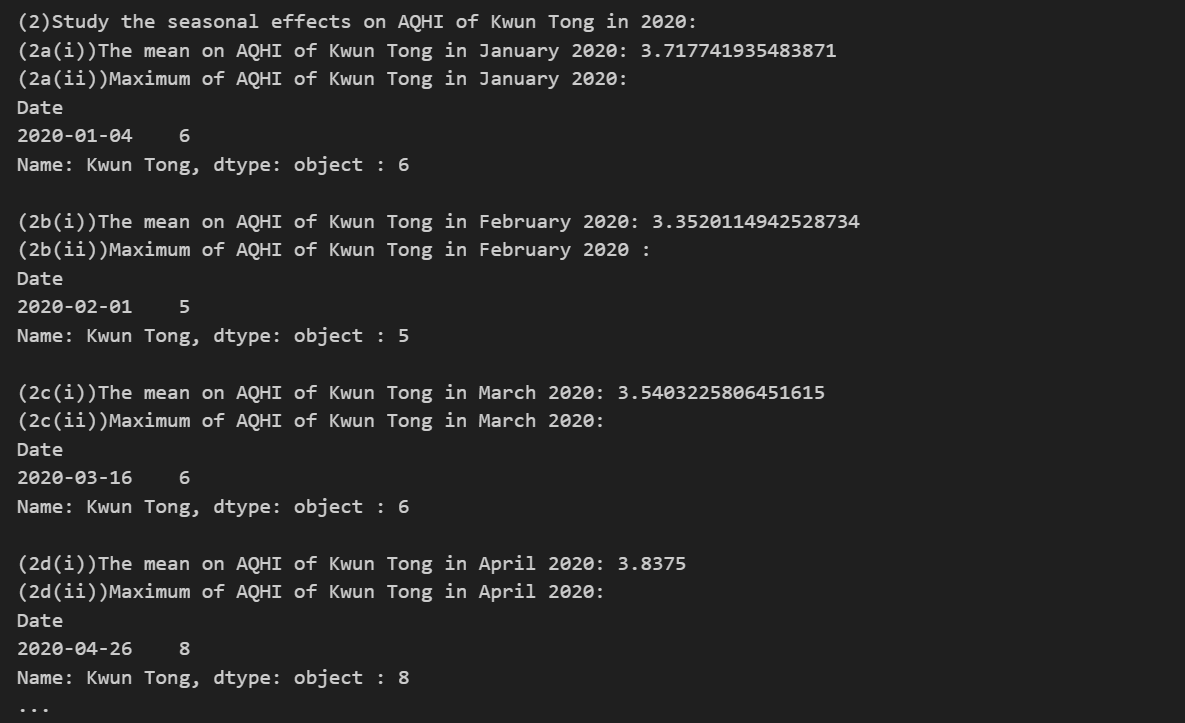 (2)Study the seasonal effects on AQHI of Kwun Tong in 2020:
(2a(i))The mean on AQHI of Kwun Tong in January 2020: 3.717741935483871
(2a(ii))Maximum of AQHI of Kwun Tong in January 2020:
Date
2020-01-04    6
Name: Kwun Tong, dtype: object : 6

(2b(i))The mean on AQHI of Kwun Tong in February 2020: 3.3520114942528734
(2b(ii))Maximum of AQHI of Kwun Tong in February 2020 :
Date
2020-02-01    5
Name: Kwun Tong, dtype: object : 5

(2c(i))The mean on AQHI of Kwun Tong in March 2020: 3.5403225806451615
(2c(ii))Maximum of AQHI of Kwun Tong in March 2020:
Date
2020-03-16    6
Name: Kwun Tong, dtype: object : 6

(2d(i))The mean on AQHI of Kwun Tong in April 2020: 3.8375
(2d(ii))Maximum of AQHI of Kwun Tong in April 2020:
Date
2020-04-26    8
Name: Kwun Tong, dtype: object : 8
...